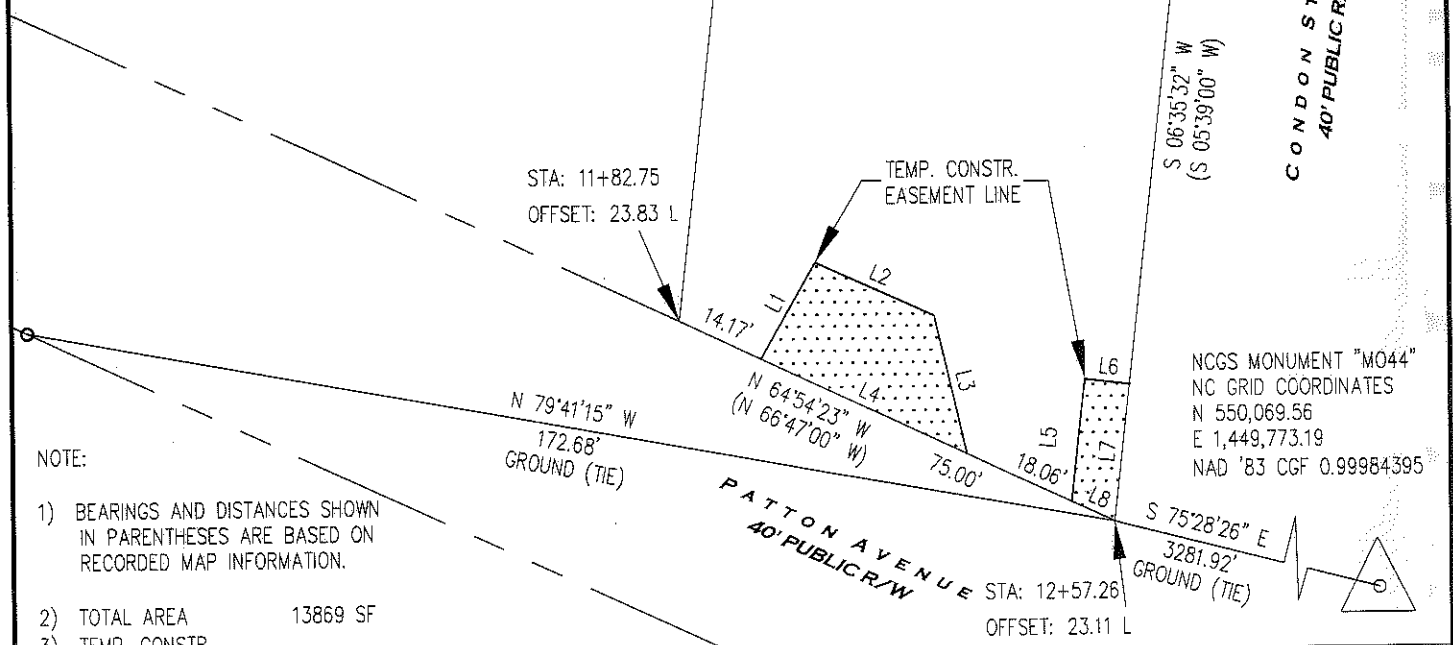 CONDON ST
40' PUBLIC R/
S 06°35'32" W
(S 05°39'00" W)
STA: 11+82.75
OFFSET: 23.83 L
TEMP. CONSTR.
EASEMENT LINE
L1
L2
14.17'
L3
L4
L6
L5
L7
L8
N 64°54'23" W
(N 66°47'00" W)
75.00'
18.06'
NCGS MONUMENT "MO44"
NC GRID COORDINATES
N 550,069.56
E 1,449,773.19
NAD '83 CGF 0.99984395
N 79°41'15" W
172.68'
GROUND (TIE)
S 75°28'26" E
3281.92'
GROUND (TIE)
PATTON AVENUE
40' PUBLIC R/W
STA: 12+57.26
OFFSET: 23.11 L
NOTE:
1) BEARINGS AND DISTANCES SHOWN
IN PARENTHESES ARE BASED ON
RECORDED MAP INFORMATION.
2) TOTAL AREA 13869 SF
3) TEMP. CONSTR.